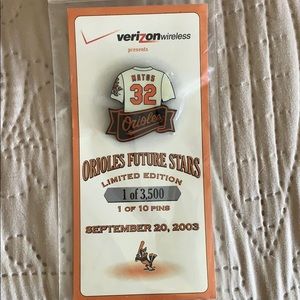 verizonwireless
presents
MATOS
32
Orioles
ORIOLES FUTURE STARS
LIMITED EDITION
1 of 3,500
1 OF 10 PINS
SEPTEMBER 20, 2003